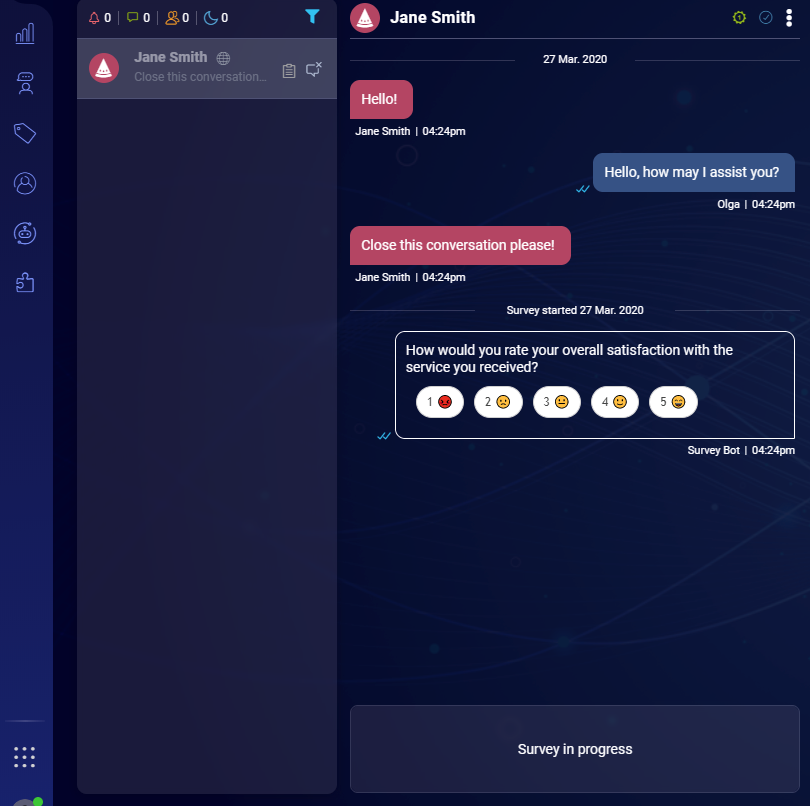 0 0 0 0
Jane Smith
Close this conversation...
Jane Smith
27 Mar. 2020
Hello!
Jane Smith | 04:24pm
Hello, how may I assist you?
Olga | 04:24pm
Close this conversation please!
Jane Smith | 04:24pm
Survey started 27 Mar. 2020
How would you rate your overall satisfaction with the
service you received?
1 😡 2 🙁 3 😐 4 🙂 5 😄
Survey Bot | 04:24pm
Survey in progress